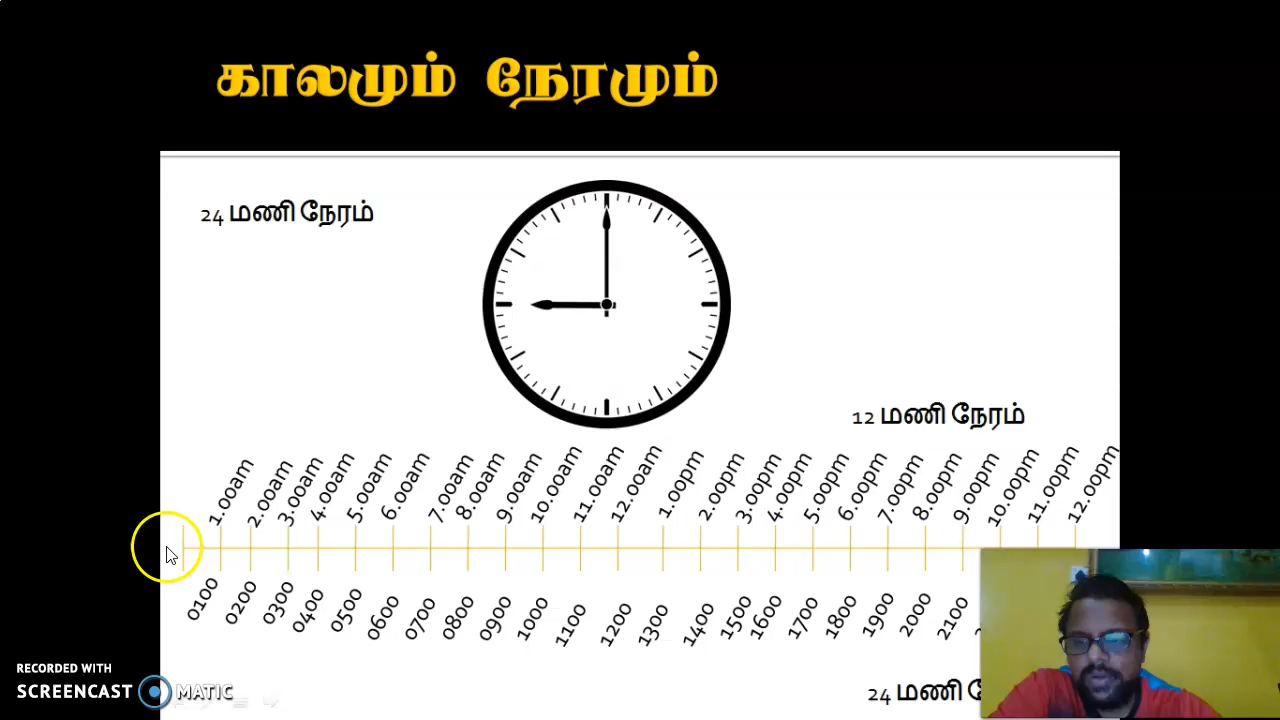 காலமும் நேரமும்
24 மணி நேரம்
12 மணி நேரம்
1.00am 2.00am 3.00am 4.00am 5.00am 6.00am 7.00am 8.00am 9.00am 10.00am 11.00am 12.00am 1.00pm 2.00pm 3.00pm 4.00pm 5.00pm 6.00pm 7.00pm 8.00pm 9.00pm 10.00pm 11.00pm 12.00pm
0100 0200 0300 0400 0500 0600 0700 0800 0900 1000 1100 1200 1300 1400 1500 1600 1700 1800 1900 2000 2100
24 மணி
RECORDED WITH
SCREENCAST MATIC